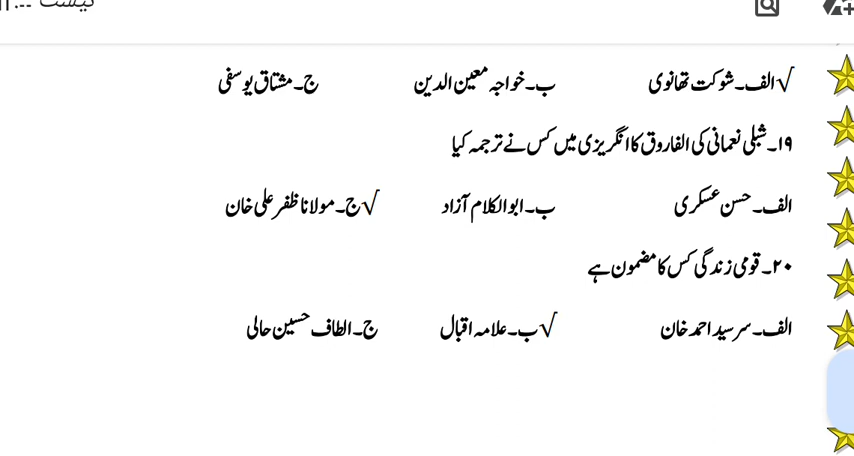 ٹیسٹ
√ الف۔شوکت تھانوی ب۔خواجہ معین الدین ج۔مشتاق یوسفی
۱۹۔شبلی نعمانی کی الفاروق کا انگریزی میں کس نے ترجمہ کیا
الف۔حسن عسکری ب۔ابوالکلام آزاد √ج۔مولانا ظفر علی خان
۲۰۔قومی زندگی کس کا مضمون ہے
الف۔سرسید احمد خان √ب۔علامہ اقبال ج۔الطاف حسین حالی